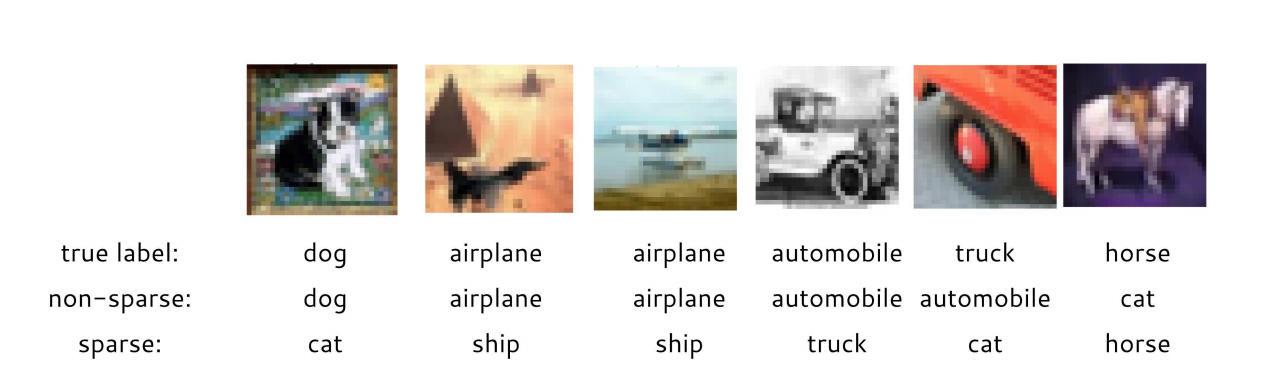 true label: dog airplane airplane automobile truck horse
non-sparse: dog airplane airplane automobile automobile cat
sparse: cat ship ship truck cat horse